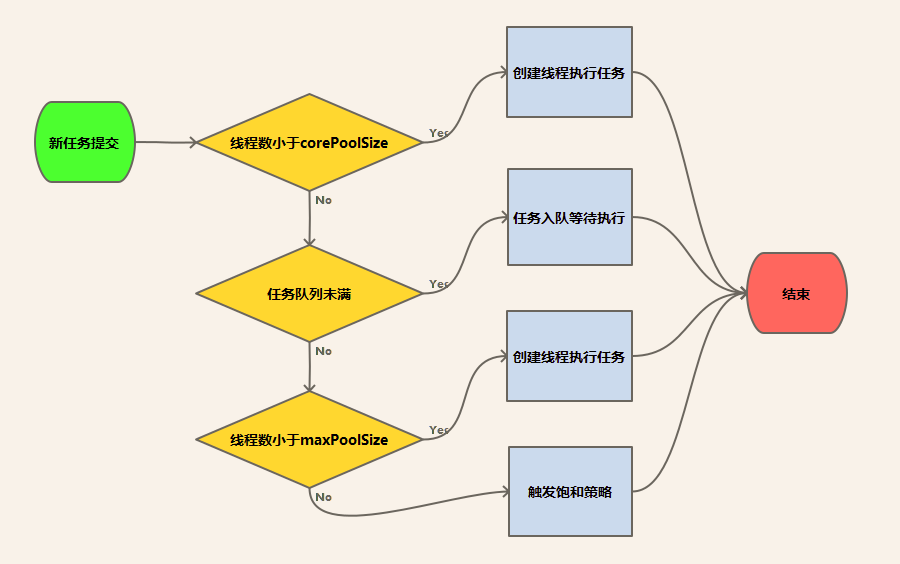 新任务提交
线程数小于corePoolSize
Yes
创建线程执行任务
No
任务队列未满
Yes
任务入队等待执行
No
线程数小于maxPoolSize
Yes
创建线程执行任务
No
触发饱和策略
结束